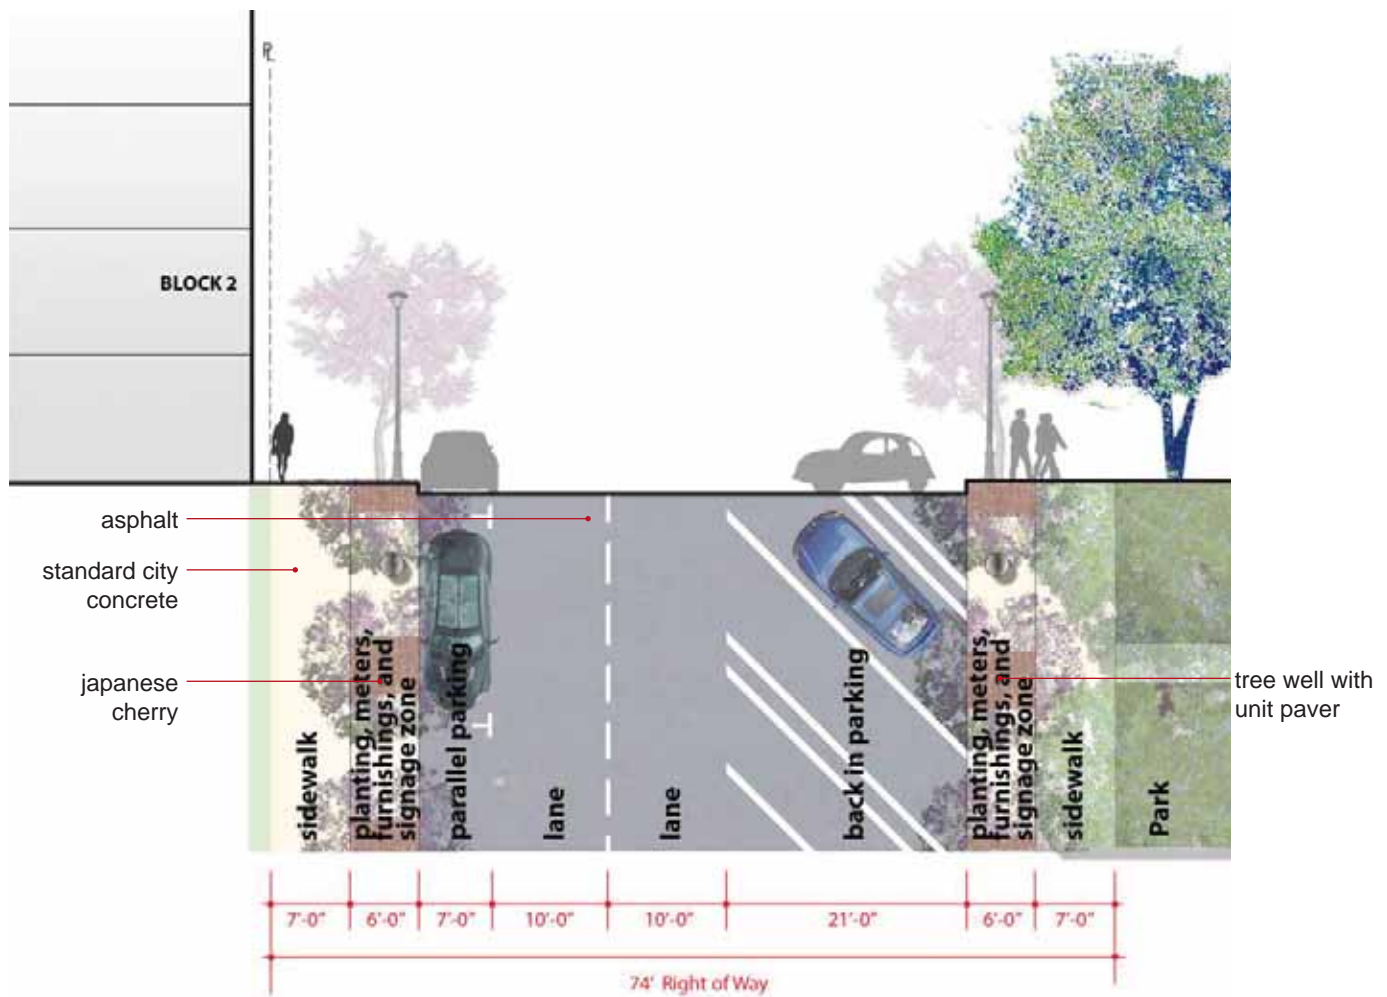 PL
BLOCK 2
asphalt
standard city
concrete
japanese
cherry
tree well with
unit paver
sidewalk
planting, meters,
furnishings, and
signage zone
parallel parking
lane
lane
back in parking
planting, meters,
furnishings, and
signage zone
sidewalk
Park
7'-0"
6'-0"
7'-0"
10'-0"
10'-0"
21'-0"
6'-0"
7'-0"
74' Right of Way